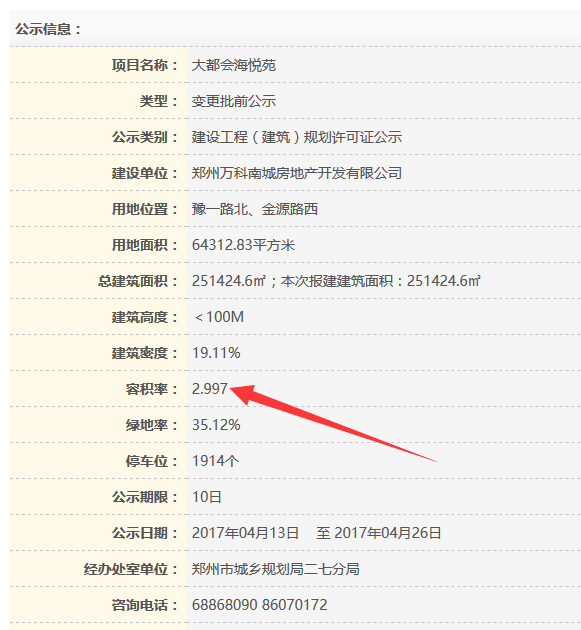 公示信息：
项目名称： 大都会海悦苑
类型： 变更批前公示
公示类别： 建设工程（建筑）规划许可证公示
建设单位： 郑州万科南城房地产开发有限公司
用地位置： 豫一路北、金源路西
用地面积： 64312.83平方米
总建筑面积： 251424.6㎡；本次报建建筑面积：251424.6㎡
建筑高度： ＜100M
建筑密度： 19.11%
容积率： 2.997
绿地率： 35.12%
停车位： 1914个
公示期限： 10日
公示日期： 2017年04月13日 至 2017年04月26日
经办处室单位： 郑州市城乡规划局二七分局
咨询电话： 68868090 86070172